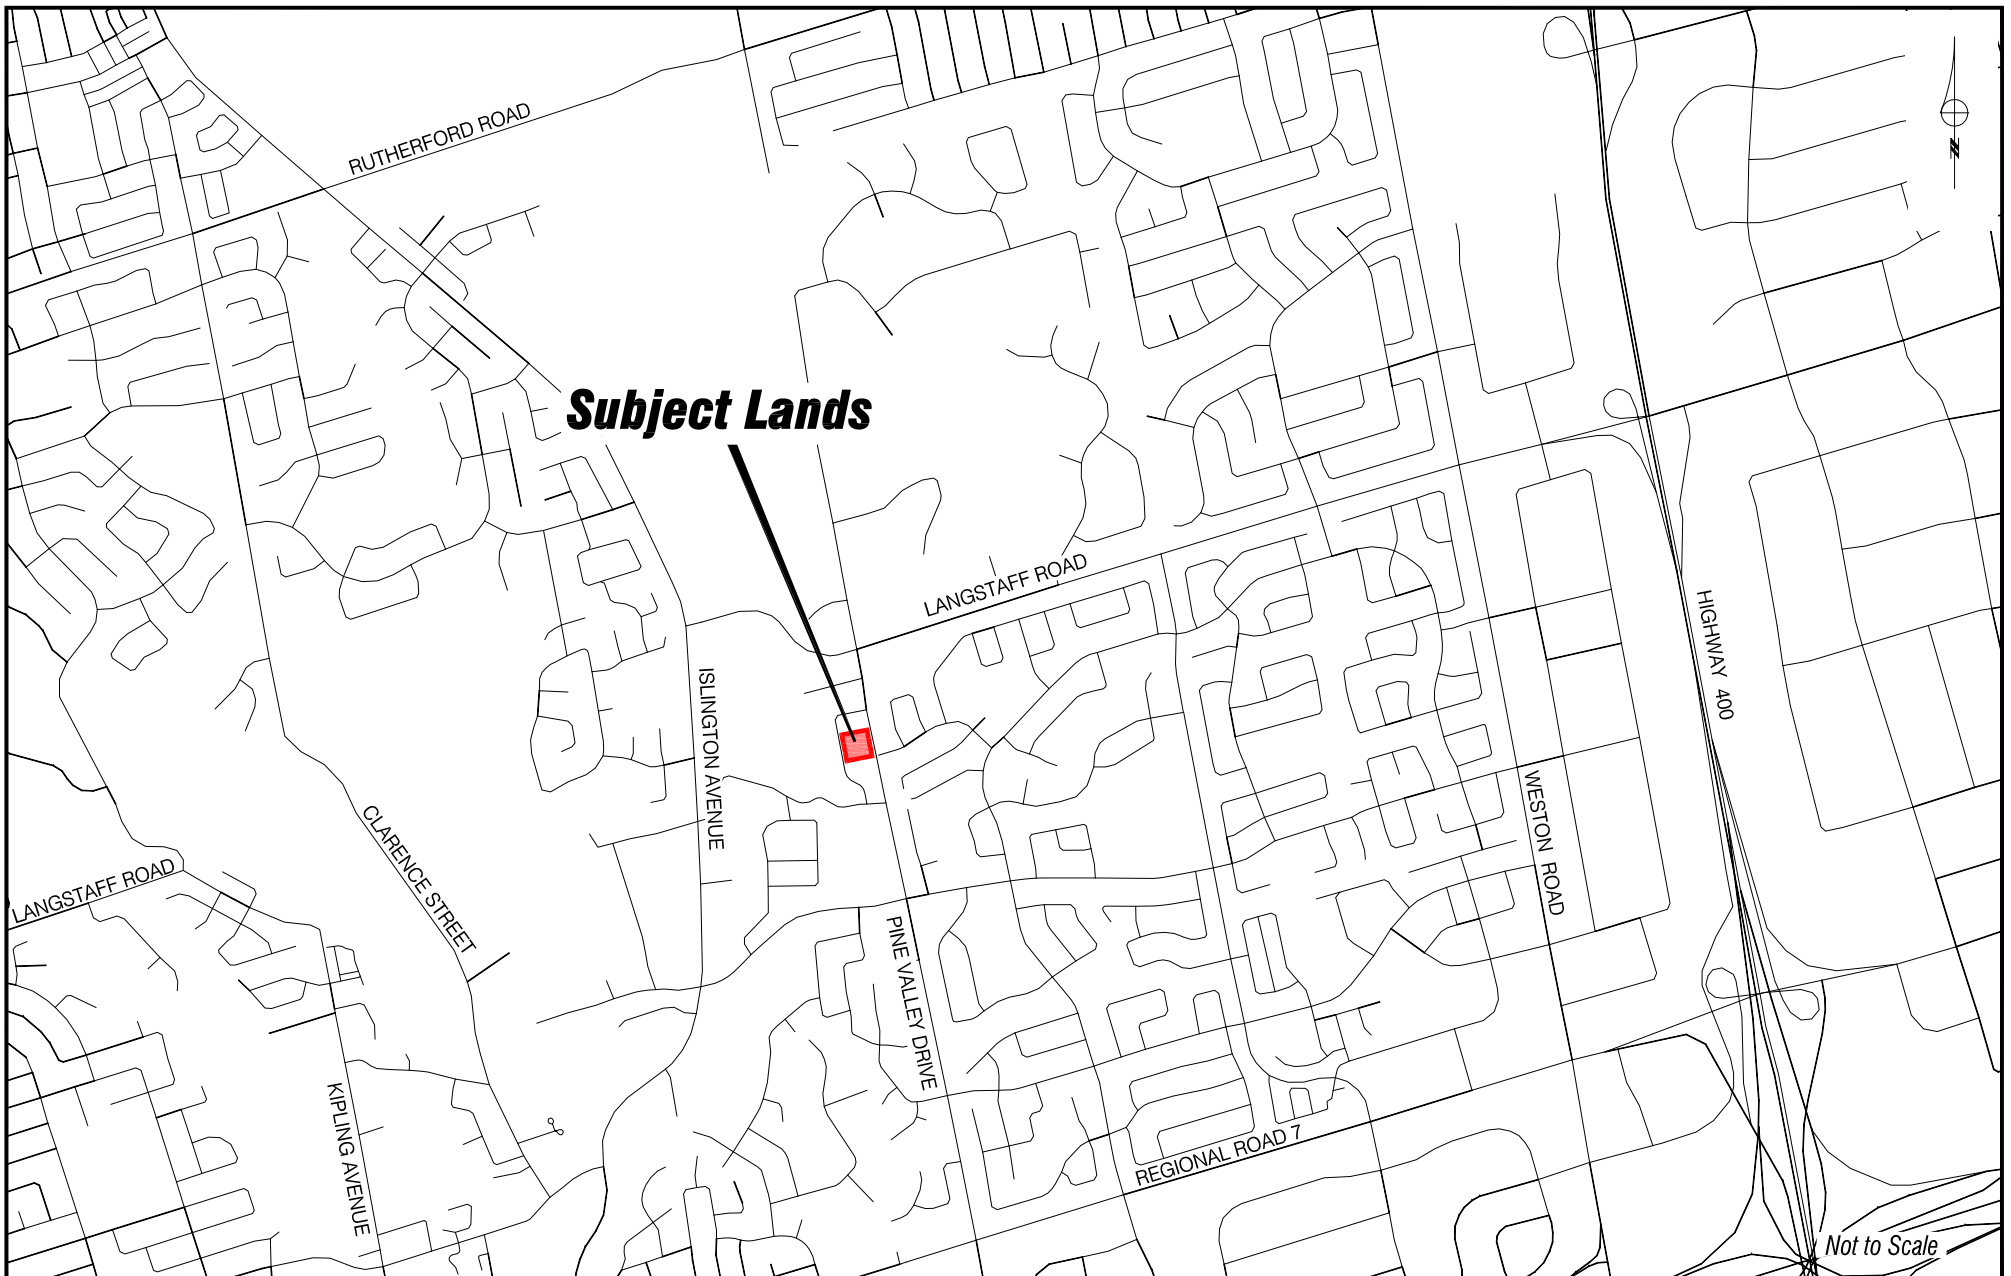 RUTHERFORD ROAD
N
Subject Lands
LANGSTAFF ROAD
HIGHWAY 400
ISLINGTON AVENUE
WESTON ROAD
CLARENCE STREET
LANGSTAFF ROAD
PINE VALLEY DRIVE
KIPLING AVENUE
REGIONAL ROAD 7
Not to Scale